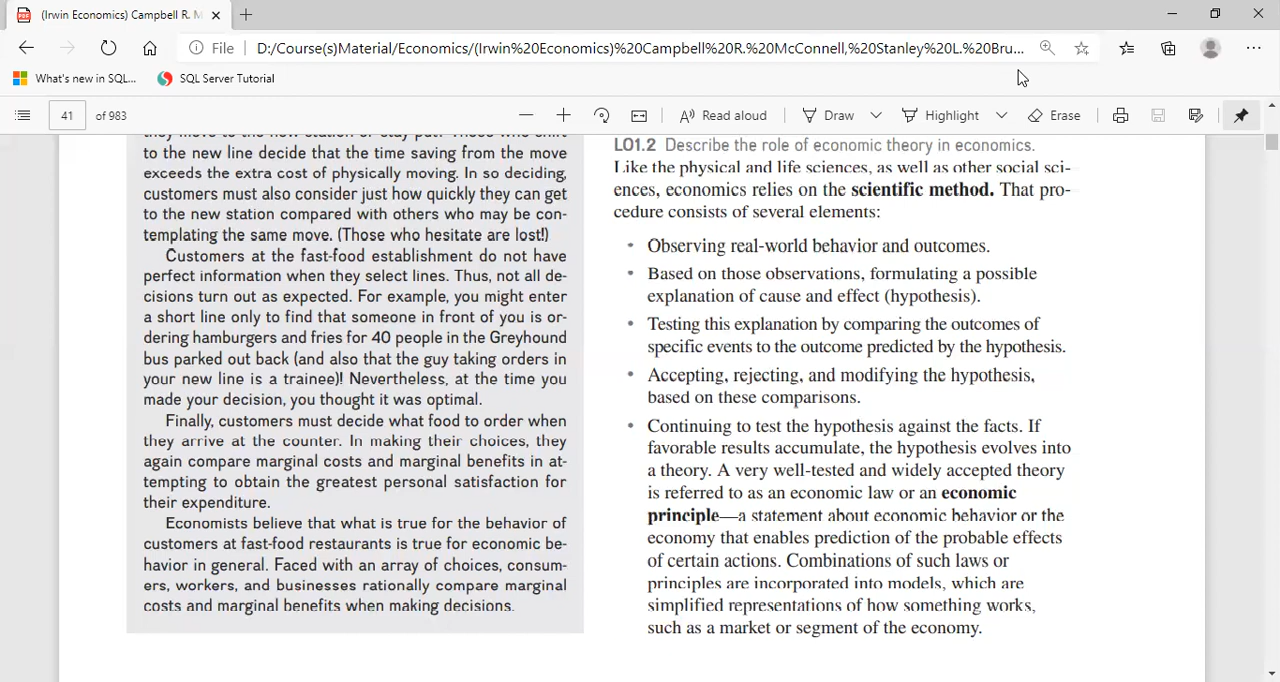 (Irwin Economics) Campbell R. M
File D:/Course(s)Material/Economics/(Irwin%20Economics)%20Campbell%20R.%20McConnell,%20Stanley%20L.%20Bru...
What's new in SQL... SQL Server Tutorial
41 of 983 Read aloud Draw Highlight Erase
they move to the new station or stay put? Those who shift
to the new line decide that the time saving from the move
exceeds the extra cost of physically moving. In so deciding,
customers must also consider just how quickly they can get
to the new station compared with others who may be con-
templating the same move. (Those who hesitate are lost!)
Customers at the fast-food establishment do not have
perfect information when they select lines. Thus, not all de-
cisions turn out as expected. For example, you might enter
a short line only to find that someone in front of you is or-
dering hamburgers and fries for 40 people in the Greyhound
bus parked out back (and also that the guy taking orders in
your new line is a trainee)! Nevertheless, at the time you
made your decision, you thought it was optimal.
Finally, customers must decide what food to order when
they arrive at the counter. In making their choices, they
again compare marginal costs and marginal benefits in at-
tempting to obtain the greatest personal satisfaction for
their expenditure.
Economists believe that what is true for the behavior of
customers at fast-food restaurants is true for economic be-
havior in general. Faced with an array of choices, consum-
ers, workers, and businesses rationally compare marginal
costs and marginal benefits when making decisions.
LO1.2 Describe the role of economic theory in economics.
Like the physical and life sciences, as well as other social sci-
ences, economics relies on the scientific method. That pro-
cedure consists of several elements:
• Observing real-world behavior and outcomes.
• Based on those observations, formulating a possible
explanation of cause and effect (hypothesis).
• Testing this explanation by comparing the outcomes of
specific events to the outcome predicted by the hypothesis.
• Accepting, rejecting, and modifying the hypothesis,
based on these comparisons.
• Continuing to test the hypothesis against the facts. If
favorable results accumulate, the hypothesis evolves into
a theory. A very well-tested and widely accepted theory
is referred to as an economic law or an economic
principle—a statement about economic behavior or the
economy that enables prediction of the probable effects
of certain actions. Combinations of such laws or
principles are incorporated into models, which are
simplified representations of how something works,
such as a market or segment of the economy.